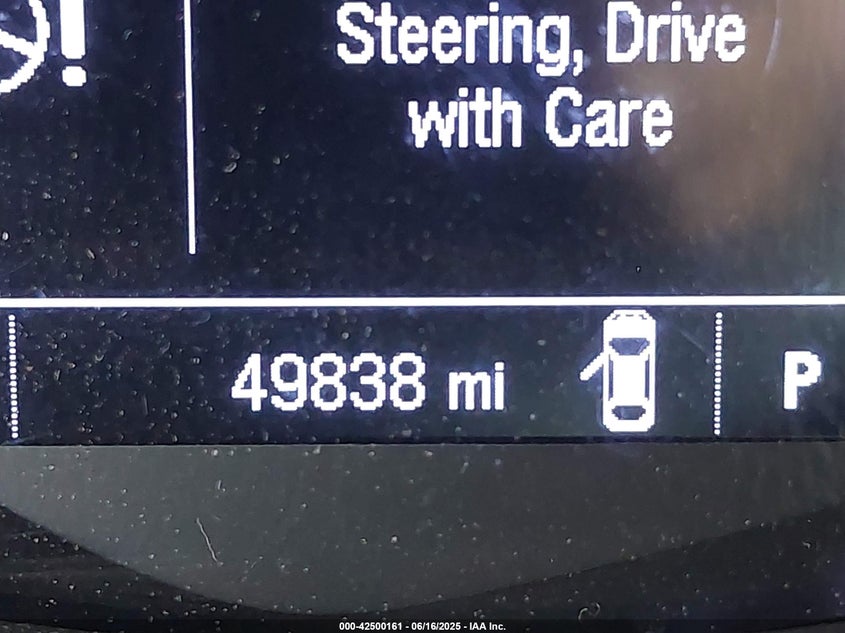 Steering, Drive
with Care
49838 mi
P
000-42500161 - 06/16/2025 - IAA Inc.